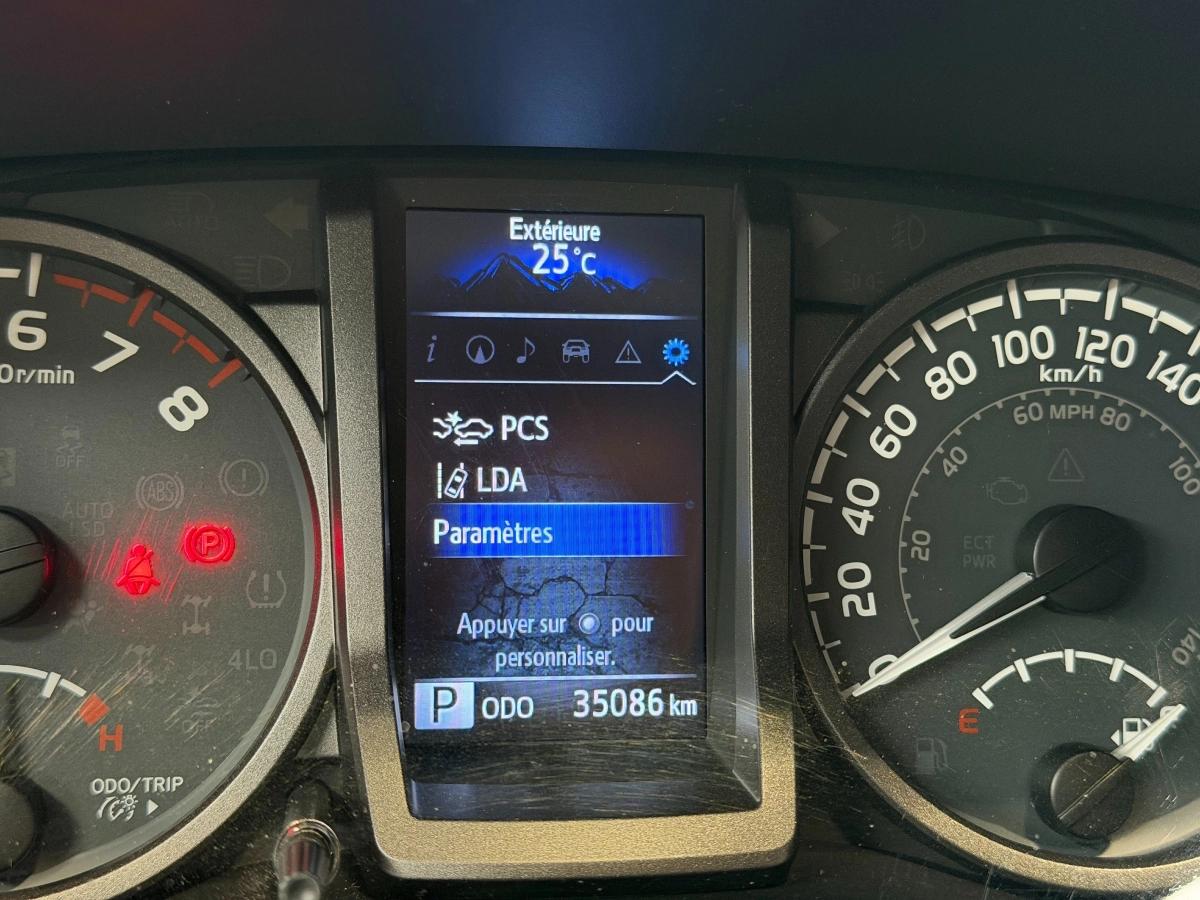 Extérieure
25°c
6
7
8
0r/min
PCS
LDA
Paramètres
Appuyer sur pour
personnaliser.
P ODO 35086 km
OFF
ABS
AUTO
LSD
P
4LO
H
ODO/TRIP
0
20
40
60
80
100
120
140
km/h
20
40
60 MPH 80
100
140
ECT
PWR
E